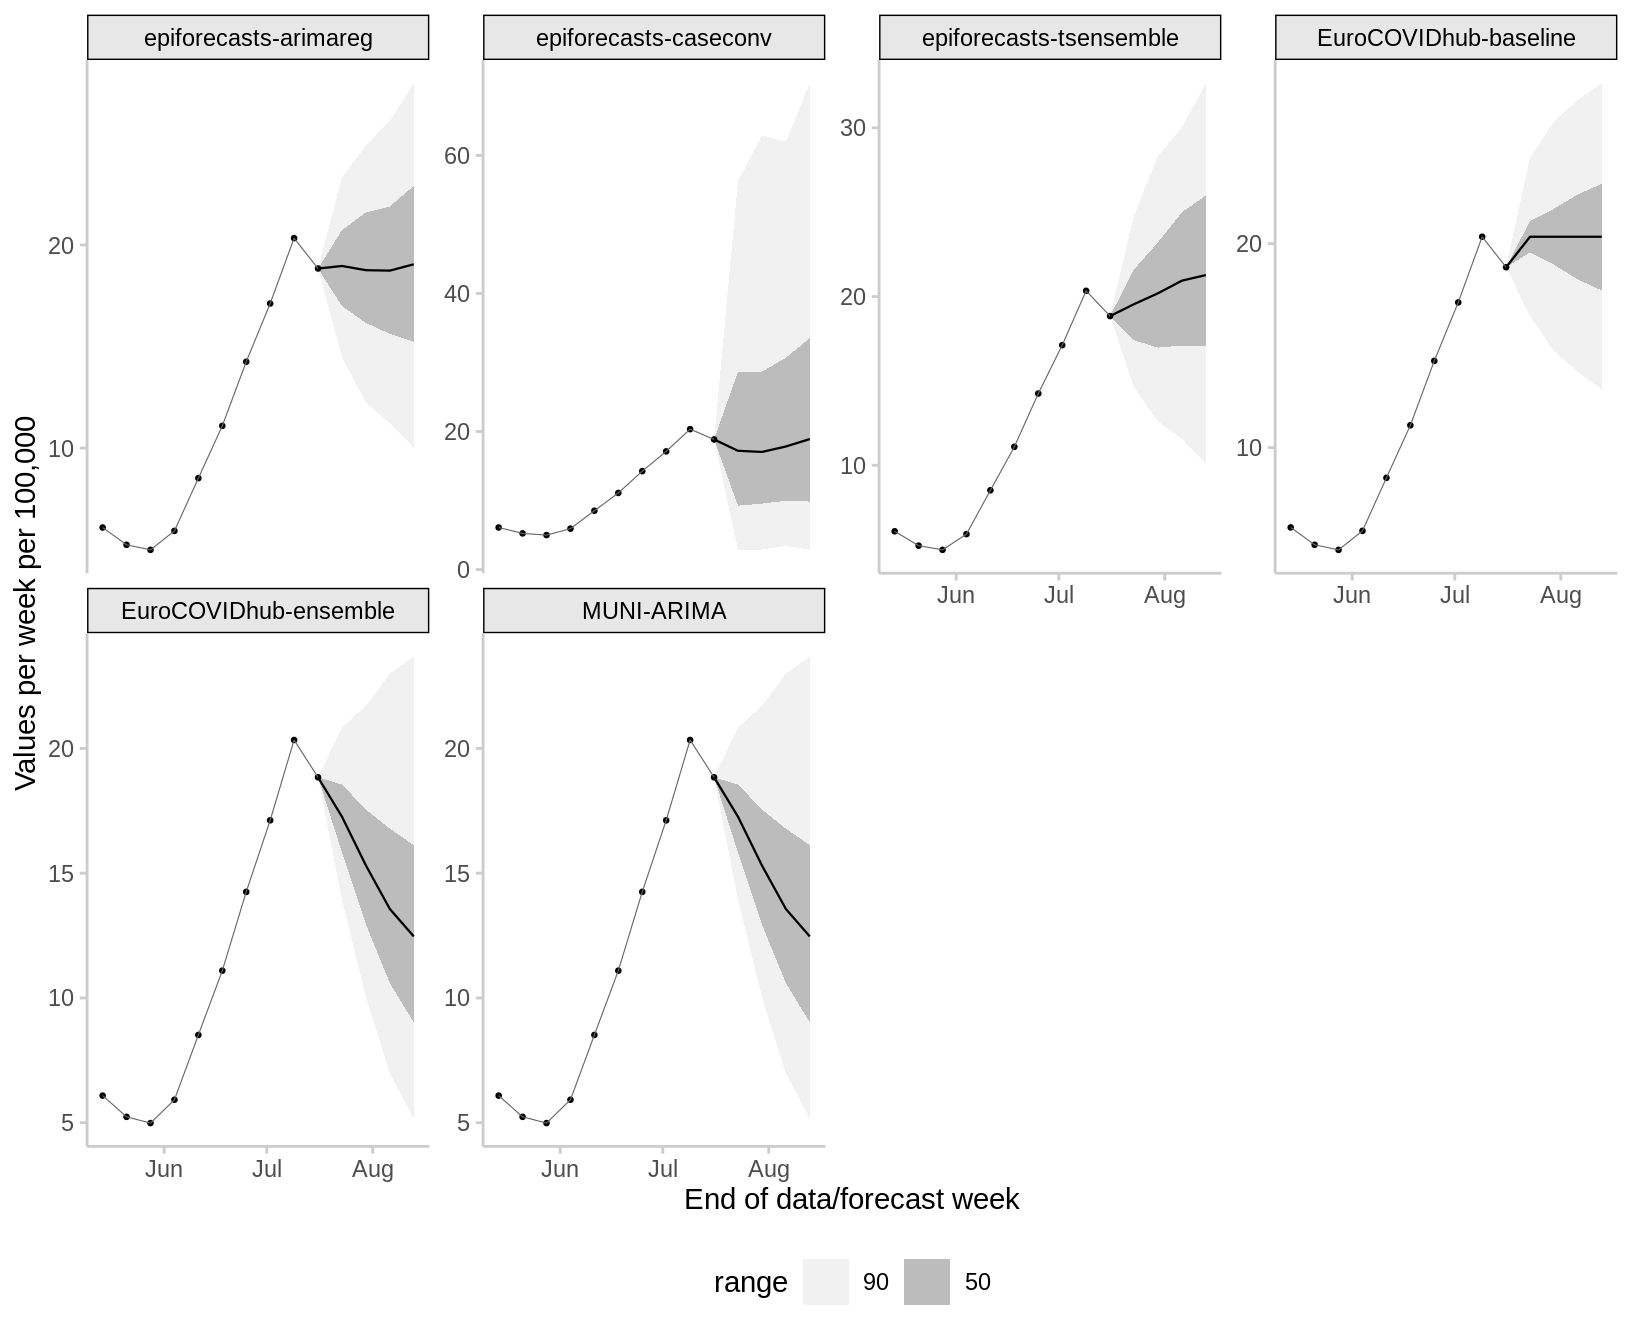 epiforecasts-arimareg
epiforecasts-caseconv
epiforecasts-tsensemble
EuroCOVIDhub-baseline
20
10
60
40
20
0
30
20
10
20
10
Jun Jul Aug
Jun Jul Aug
Values per week per 100,000
EuroCOVIDhub-ensemble
MUNI-ARIMA
20
15
10
5
20
15
10
5
Jun Jul Aug
Jun Jul Aug
End of data/forecast week
range 90 50